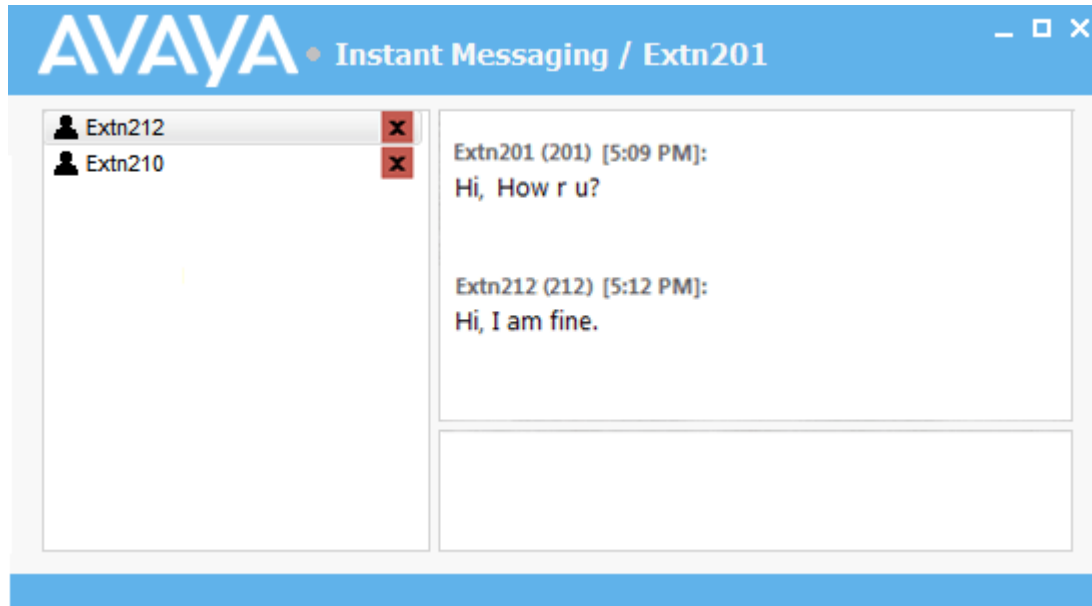 AVAYA • Instant Messaging / Extn201
Extn212
Extn210
Extn201 (201) [5:09 PM]:
Hi, How r u?
Extn212 (212) [5:12 PM]:
Hi, I am fine.